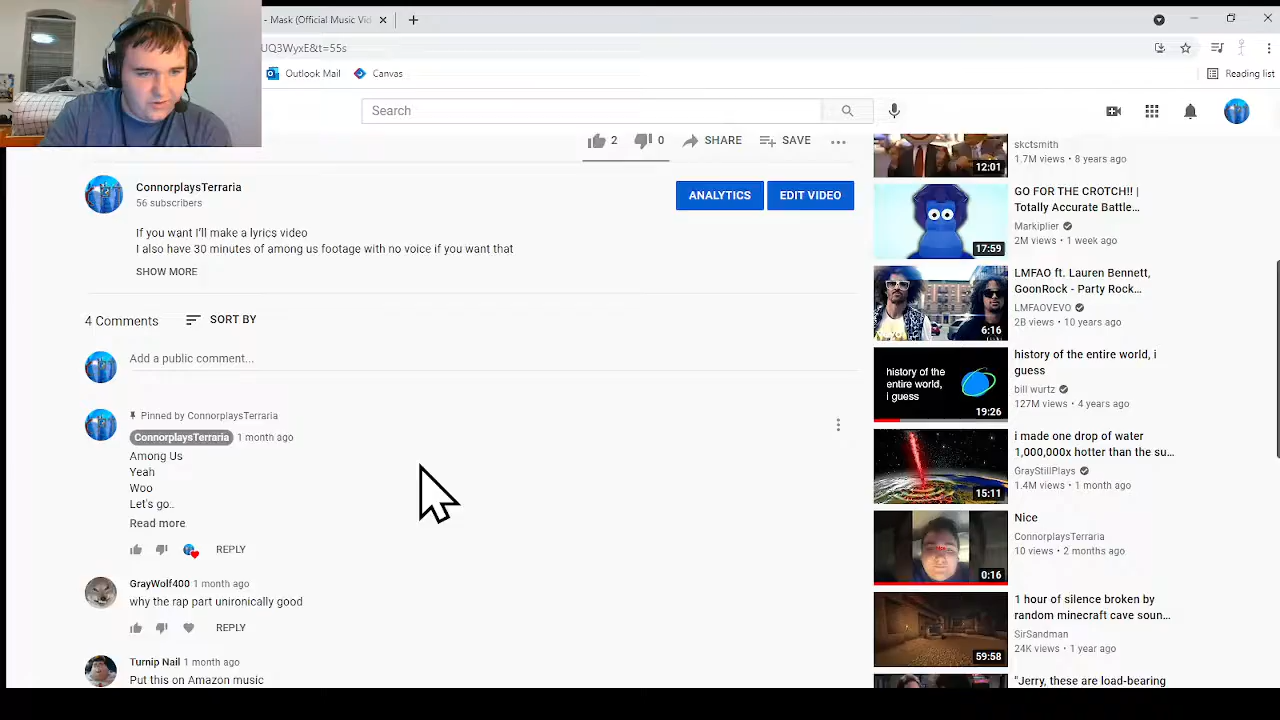 - Mask (Official Music Vid
UQ3WyxE&t=55s
Outlook Mail
Canvas
Reading list
Search
2
0
SHARE
SAVE
ConnorplaysTerraria
56 subscribers
ANALYTICS
EDIT VIDEO
If you want I'll make a lyrics video
I also have 30 minutes of among us footage with no voice if you want that
SHOW MORE
4 Comments
SORT BY
Add a public comment...
Pinned by ConnorplaysTerraria
ConnorplaysTerraria 1 month ago
Among Us
Yeah
Woo
Let's go..
Read more
REPLY
GrayWolf400 1 month ago
why the rap part unironically good
REPLY
Turnip Nail 1 month ago
Put this on Amazon music
12:01
skctsmith
1.7M views • 8 years ago
17:59
GO FOR THE CROTCH!! |
Totally Accurate Battle...
Markiplier
2M views • 1 week ago
6:16
LMFAO ft. Lauren Bennett,
GoonRock - Party Rock...
LMFAOVEVO
2B views • 10 years ago
history of the
entire world,
I guess
19:26
history of the entire world, i
guess
bill wurtz
127M views • 4 years ago
15:11
i made one drop of water
1,000,000x hotter than the su...
GrayStillPlays
1.4M views • 1 month ago
0:16
Nice
ConnorplaysTerraria
10 views • 2 months ago
59:58
1 hour of silence broken by
random minecraft cave soun...
SirSandman
24K views • 1 year ago
"Jerry, these are load-bearing